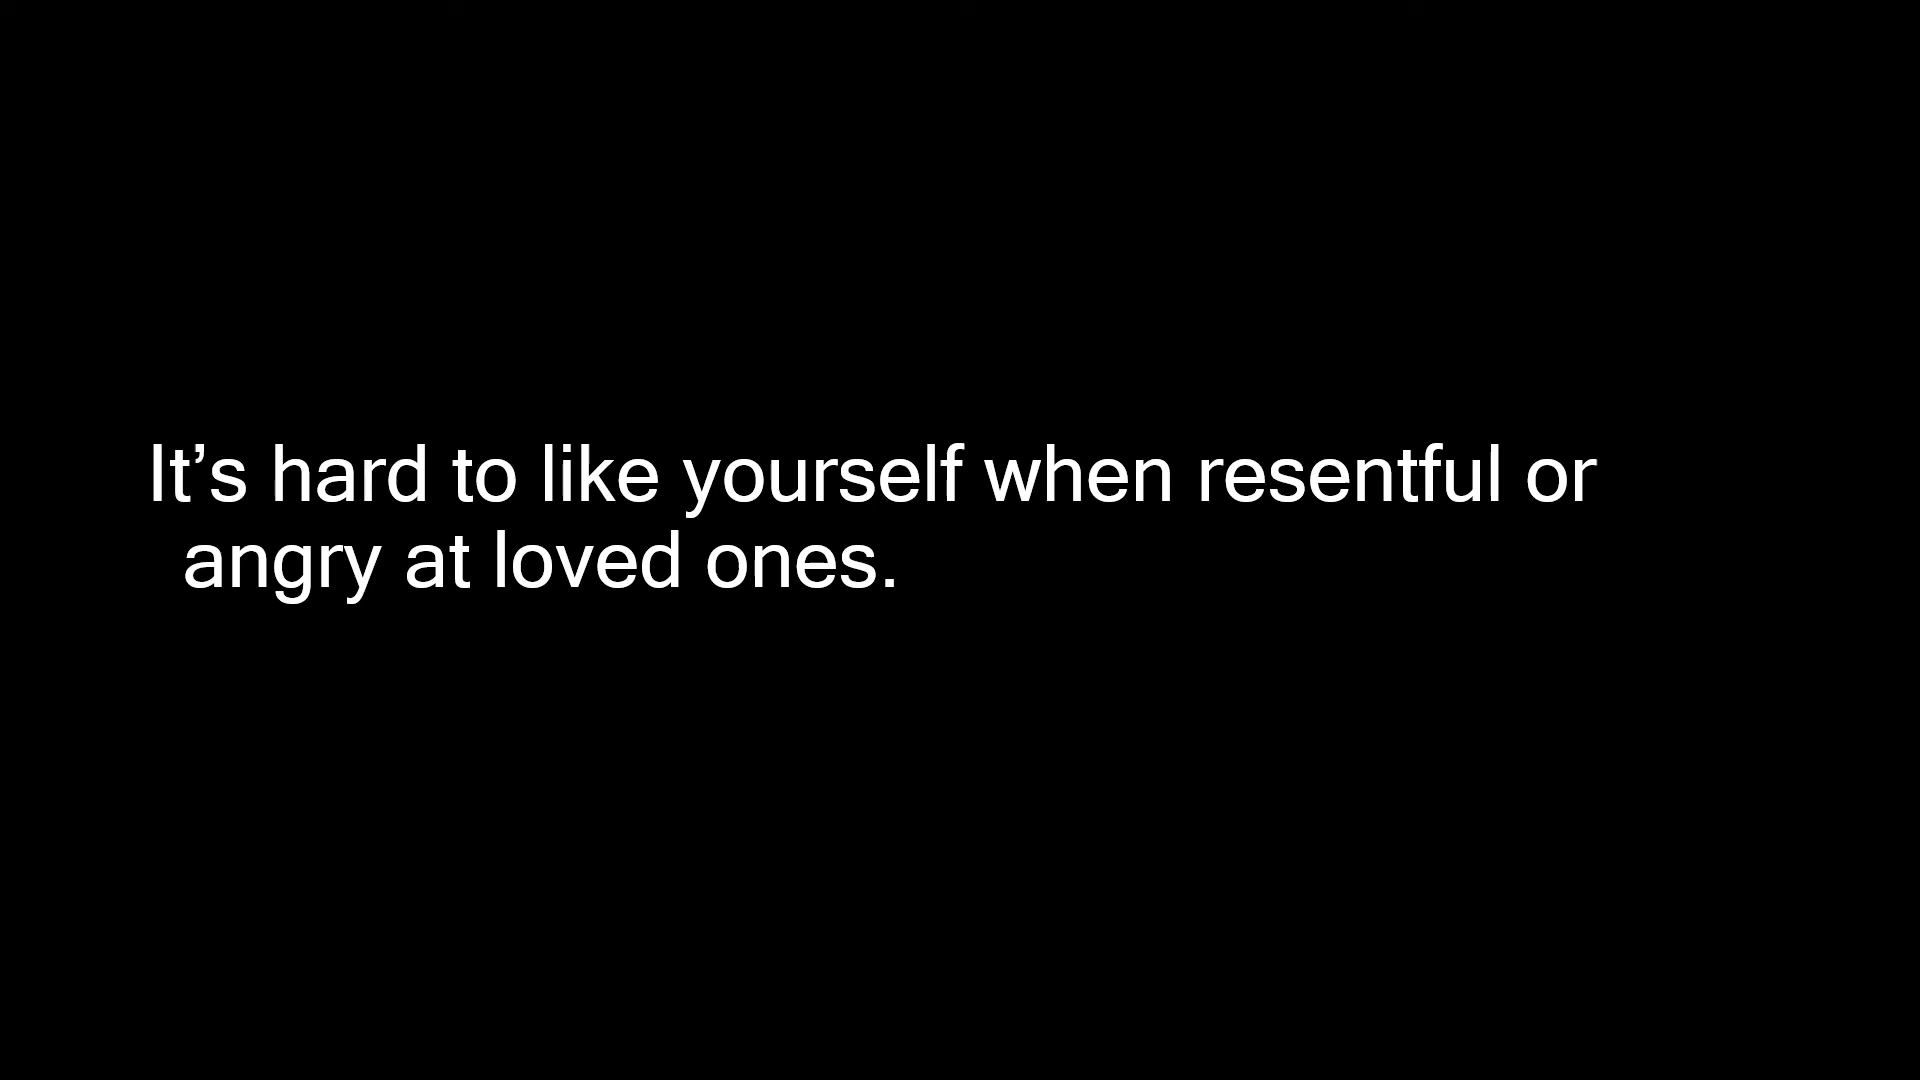 It’s hard to like yourself when resentful or
angry at loved ones.